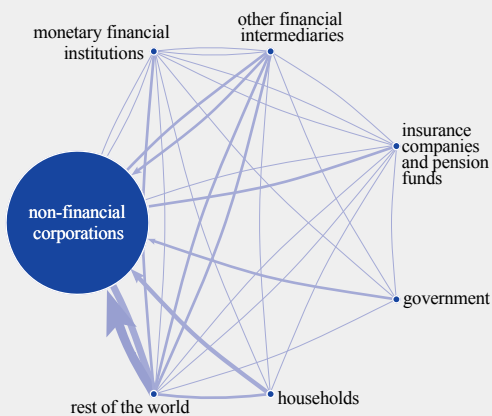 monetary financial
institutions
other financial
intermediaries
insurance
companies
and pension
funds
non-financial
corporations
government
rest of the world
households